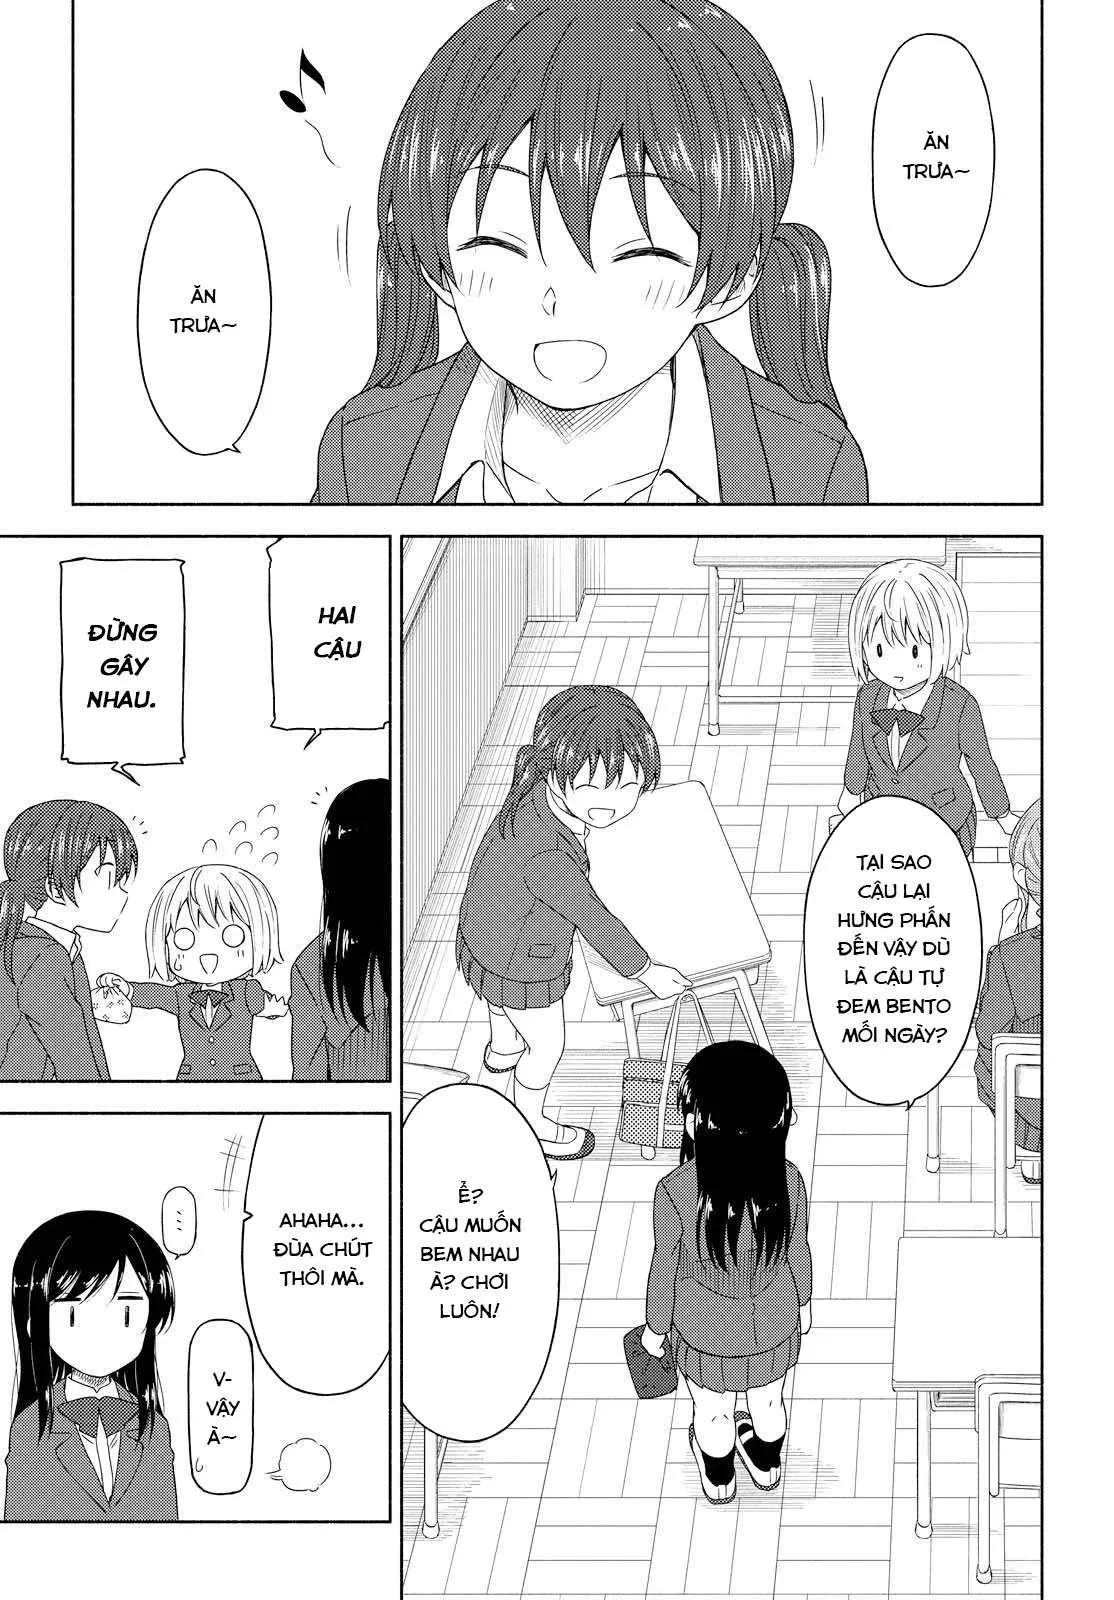 ĂN
TRƯA~
ĂN
TRƯA~
TẠI SAO
CẬU LẠI
HƯNG PHẤN
ĐẾN VẬY DÙ
LÀ CẬU TỰ
ĐEM BENTO
MỖI NGÀY?
Ể?
CẬU MUỐN
BEM NHAU
À? CHƠI
LUÔN!
HAI
CẬU
ĐỪNG
GÂY
NHAU.
AHAHA...
ĐÙA CHÚT
THÔI MÀ.
...
V-
VẬY
À~